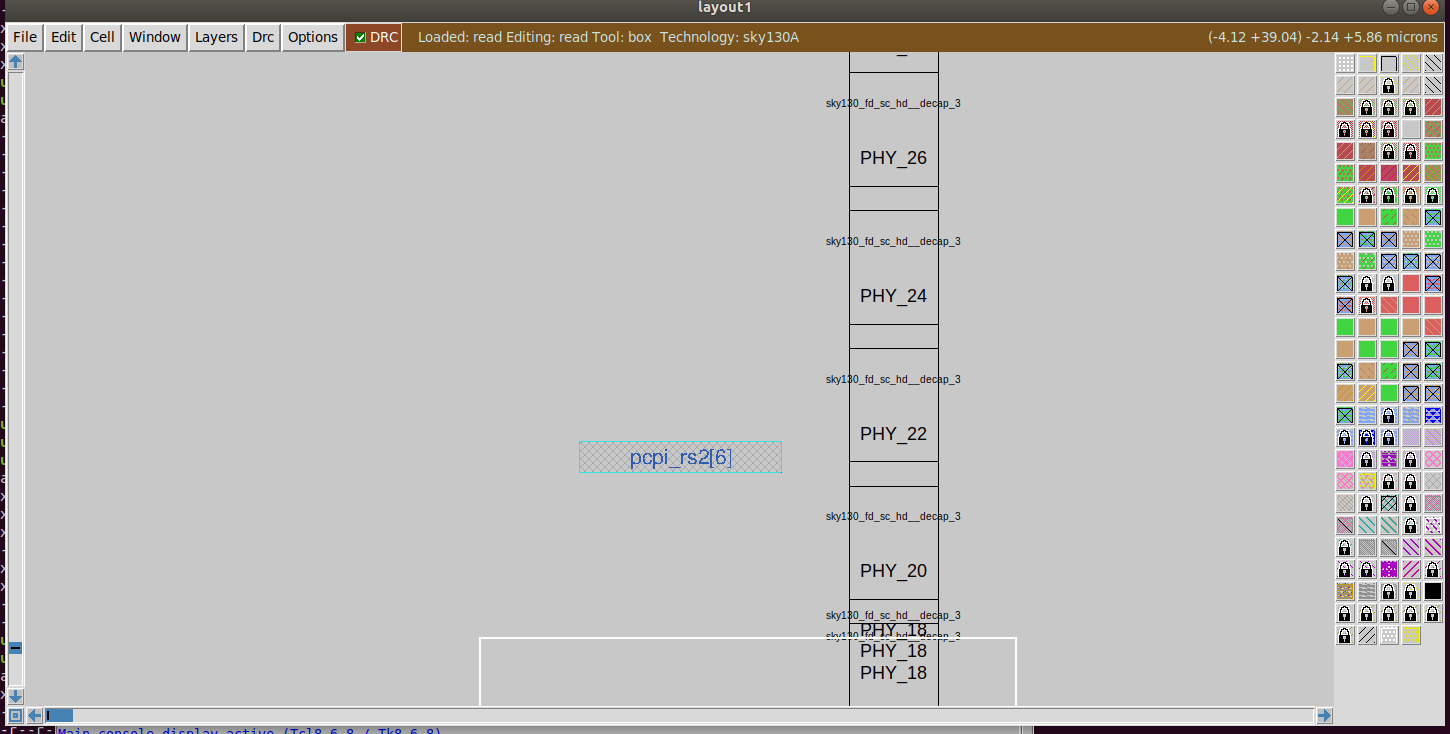 layout1
File Edit Cell Window Layers Drc Options DRC Loaded: read Editing: read Tool: box Technology: sky130A (-4.12 +39.04) -2.14 +5.86 microns
sky130_fd_sc_hd__decap_3
PHY_26
sky130_fd_sc_hd__decap_3
PHY_24
sky130_fd_sc_hd__decap_3
PHY_22
pcpi_rs2[6]
sky130_fd_sc_hd__decap_3
PHY_20
sky130_fd_sc_hd__decap_3
PHY_18
sky130_fd_sc_hd__decap_3
PHY_18
PHY_18
Main console display active (Tcl8.6.8 / Tk8.6.8)